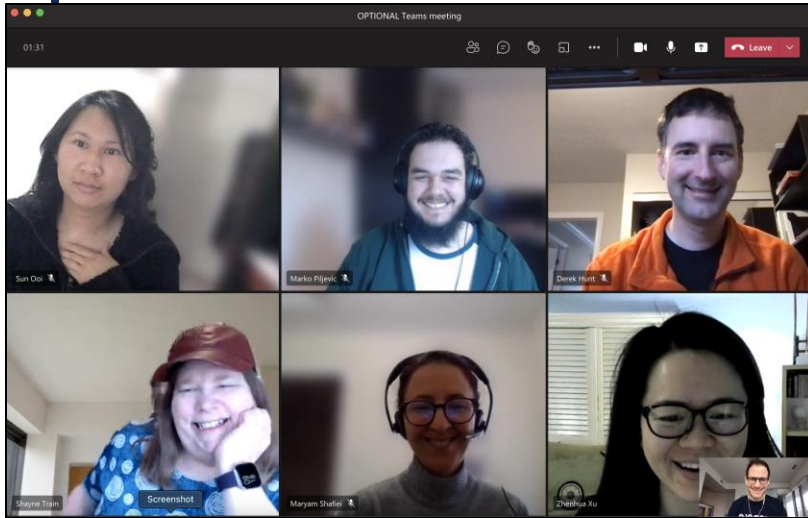 OPTIONAL Teams meeting
01:31
Leave
Sun Ooi
Marko Piljevic
Derek Hunt
Shayne Train
Screenshot
Maryam Shafiei
Zhenhua Xu